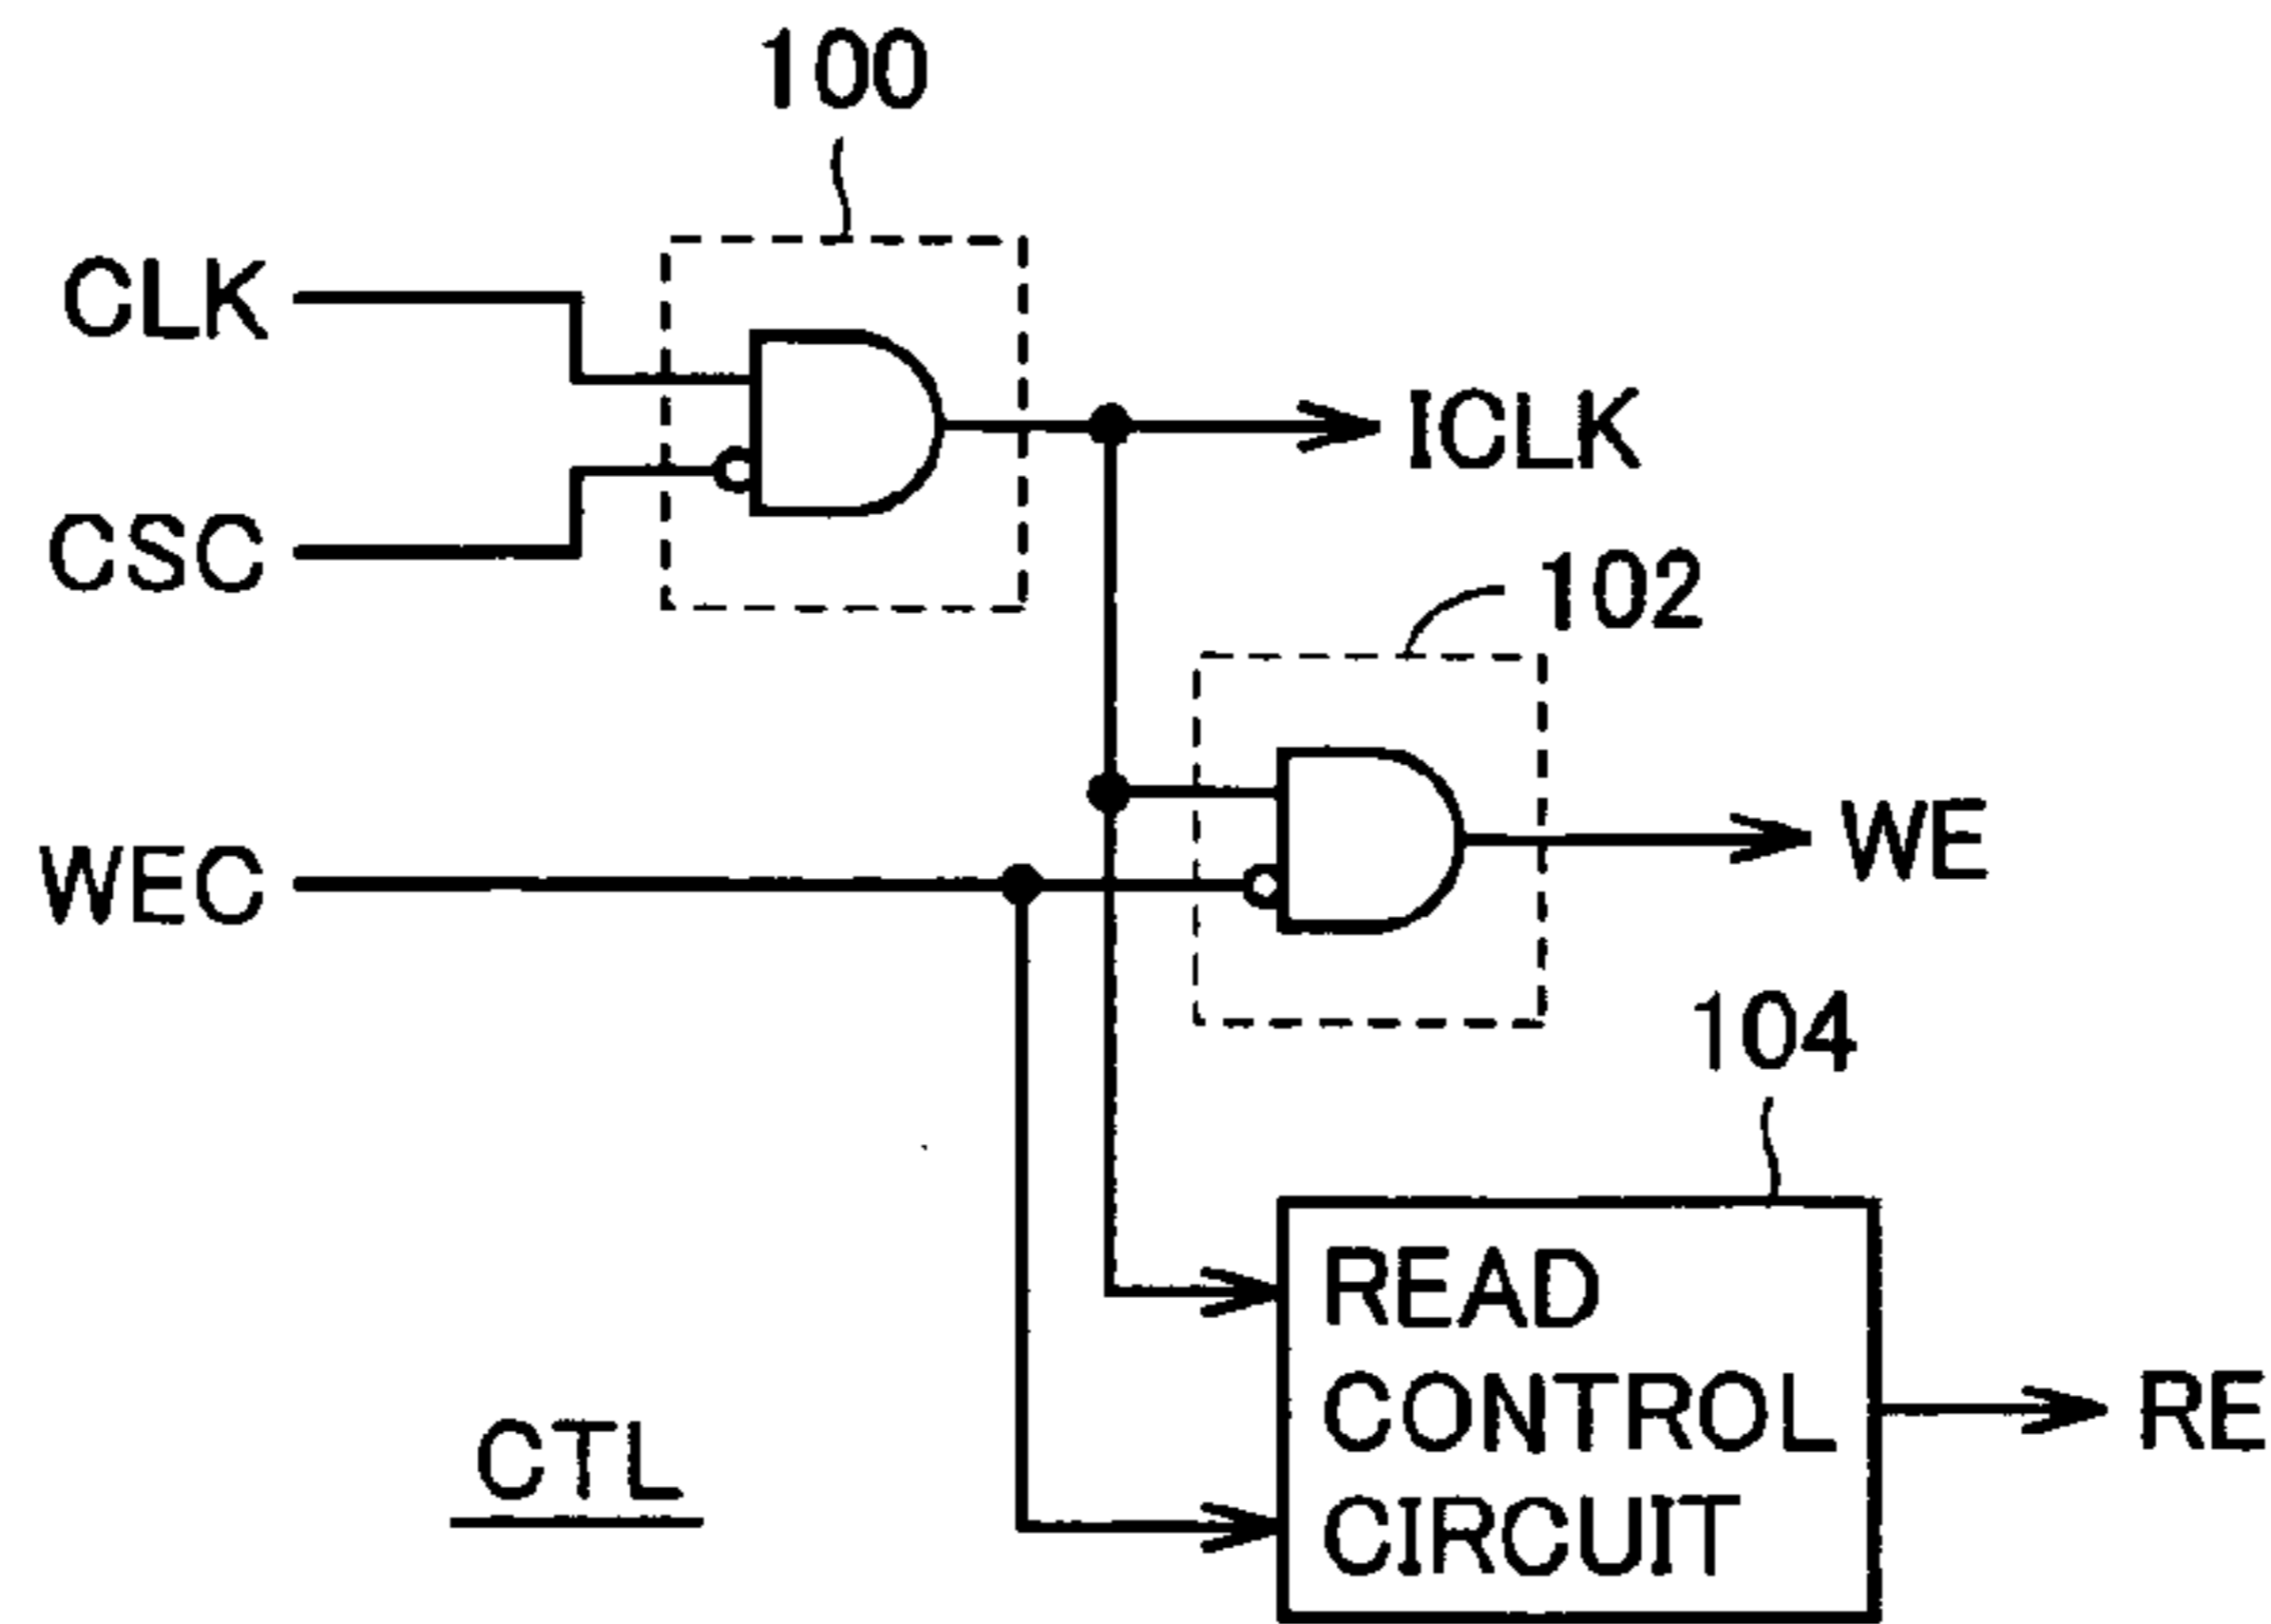 100
CLK
ICLK
CSC
102
WE
WEC
104
READ
CONTROL
CIRCUIT
RE
CTL